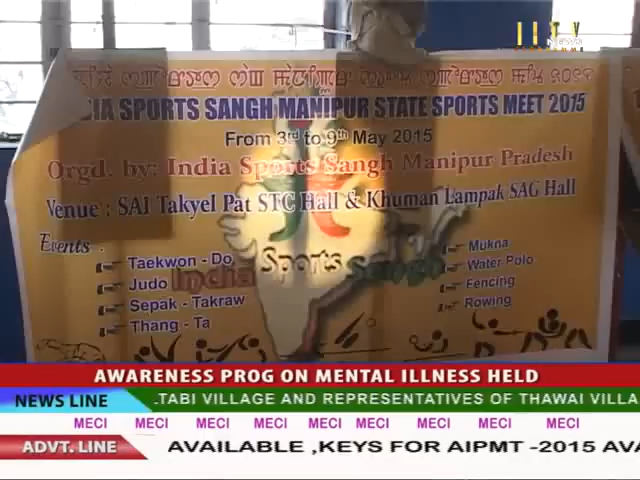 IITV
News
IA SPORTS SANGH MANIPUR STATE SPORTS MEET 2015
From 3rd to 9th May 2015
Orgd. by: India Sports Sangh Manipur Pradesh
Venue : SAI Takyel Pat STC Hall & Khuman Lampak SAG Hall
Events :
Taekwon - Do
Judo
Sepak - Takraw
Thang - Ta
India Sports Sangh
Mukna
Water Polo
Fencing
Rowing
AWARENESS PROG ON MENTAL ILLNESS HELD
NEWS LINE
.TABI VILLAGE AND REPRESENTATIVES OF THAWAI VILLA
MECI MECI MECI MECI MECI MECI MECI MECI
ADVT. LINE
AVAILABLE ,KEYS FOR AIPMT -2015 AVA